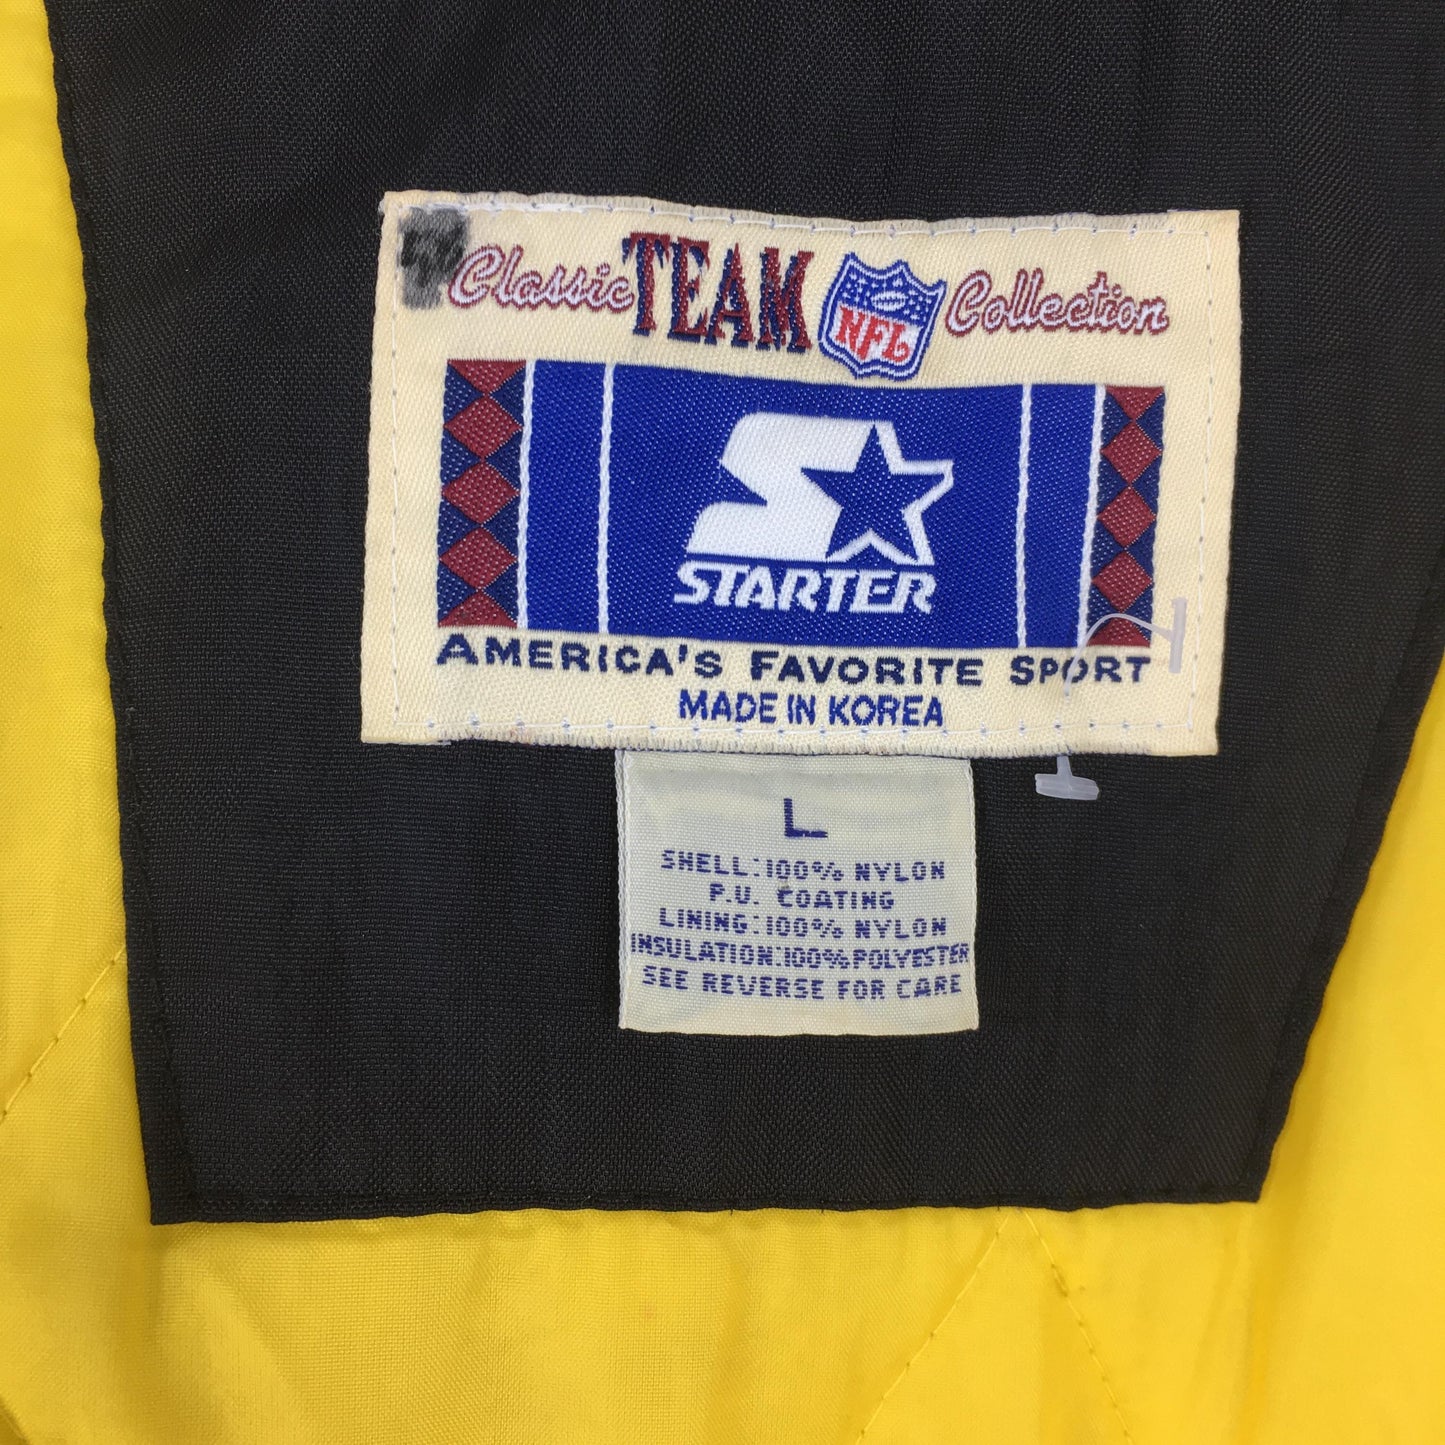 Classic TEAM NFL Collection
STARTER
AMERICA'S FAVORITE SPORT
MADE IN KOREA
L
SHELL:100% NYLON
P.U. COATING
LINING:100% NYLON
INSULATION:100% POLYESTER
SEE REVERSE FOR CARE